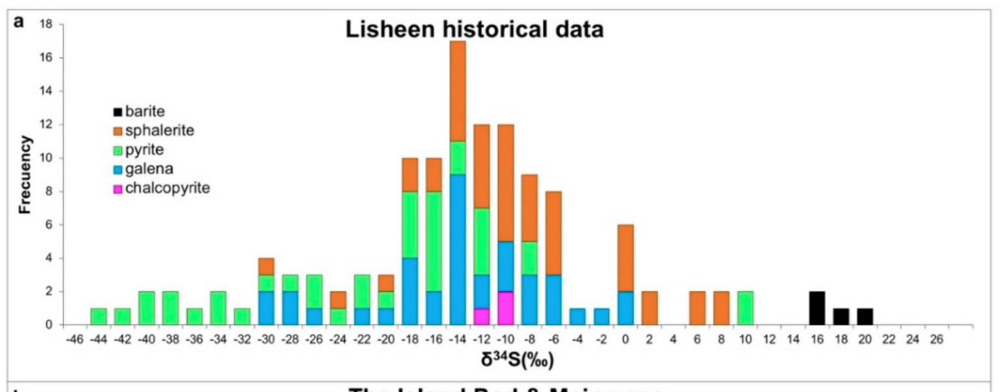 a
Lisheen historical data
18
16
14
12
10
8
6
4
2
0
Frecuency
barite
sphalerite
pyrite
galena
chalcopyrite
-46 -44 -42 -40 -38 -36 -34 -32 -30 -28 -26 -24 -22 -20 -18 -16 -14 -12 -10 -8 -6 -4 -2 0 2 4 6 8 10 12 14 16 18 20 22 24 26
δ³⁴S(‰)